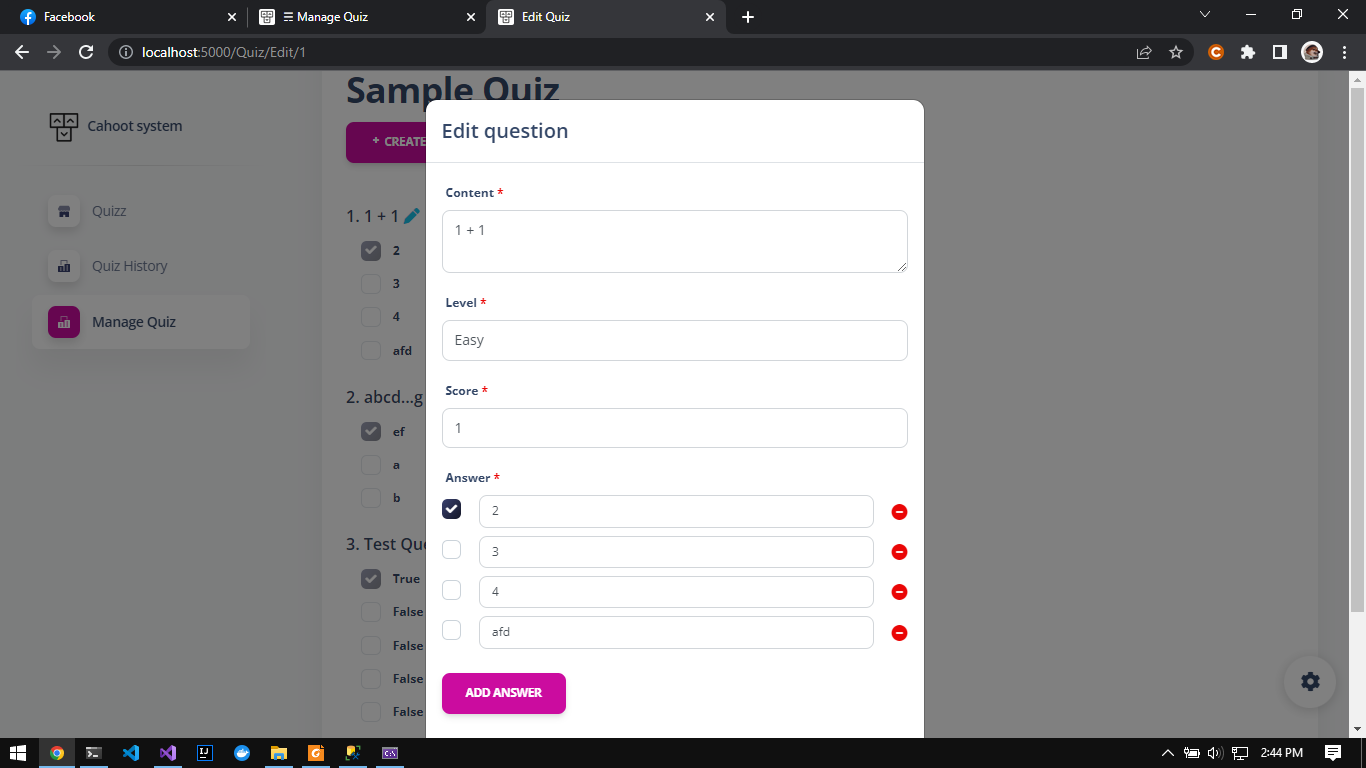 Facebook
☰ Manage Quiz
Edit Quiz
localhost:5000/Quiz/Edit/1
Cahoot system
Quizz
Quiz History
Manage Quiz
Sample Quiz
+ CREATE
1. 1 + 1
2
3
4
afd
2. abcd...g
ef
a
b
3. Test Que
True
False
False
False
False
Edit question
Content *
1 + 1
Level *
Easy
Score *
1
Answer *
2
3
4
afd
ADD ANSWER
2:44 PM